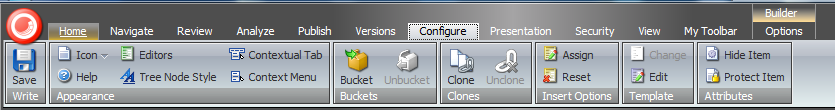 Builder
Home Navigate Review Analyze Publish Versions Configure Presentation Security View My Toolbar Options
Icon Editors Contextual Tab Assign Change Hide Item
Save Help Tree Node Style Context Menu Bucket Unbucket Clone Unclone Reset Edit Protect Item
Write Appearance Buckets Clones Insert Options Template Attributes